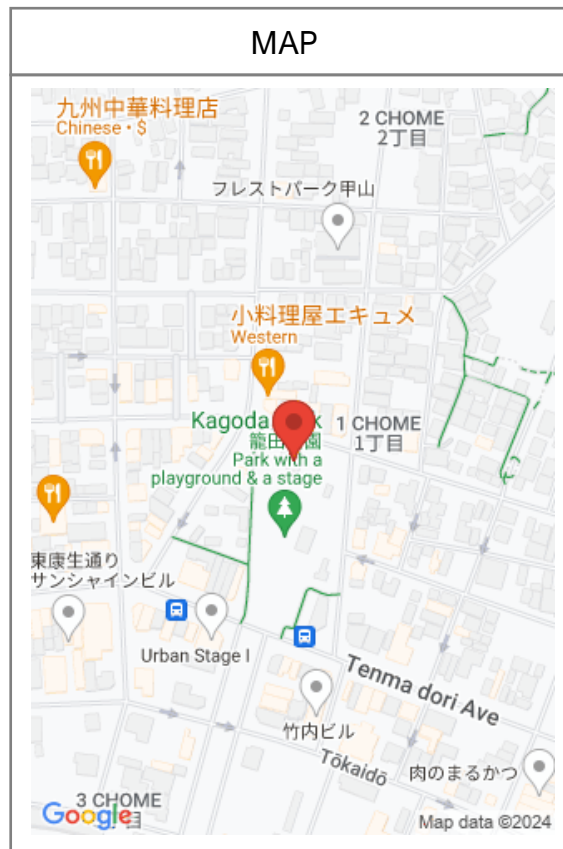 MAP
九州中華料理店
Chinese • $
2 CHOME
2丁目
フレストパーク甲山
小料理屋エキュメ
Western
Kagoda
1 CHOME
1丁目
Park with a
playground & a stage
東康生通り
サンシャインビル
Urban Stage I
Tenma dori Ave
竹内ビル
Tōkaidō
肉のまるかつ
3 CHOME
Google
Map data ©2024